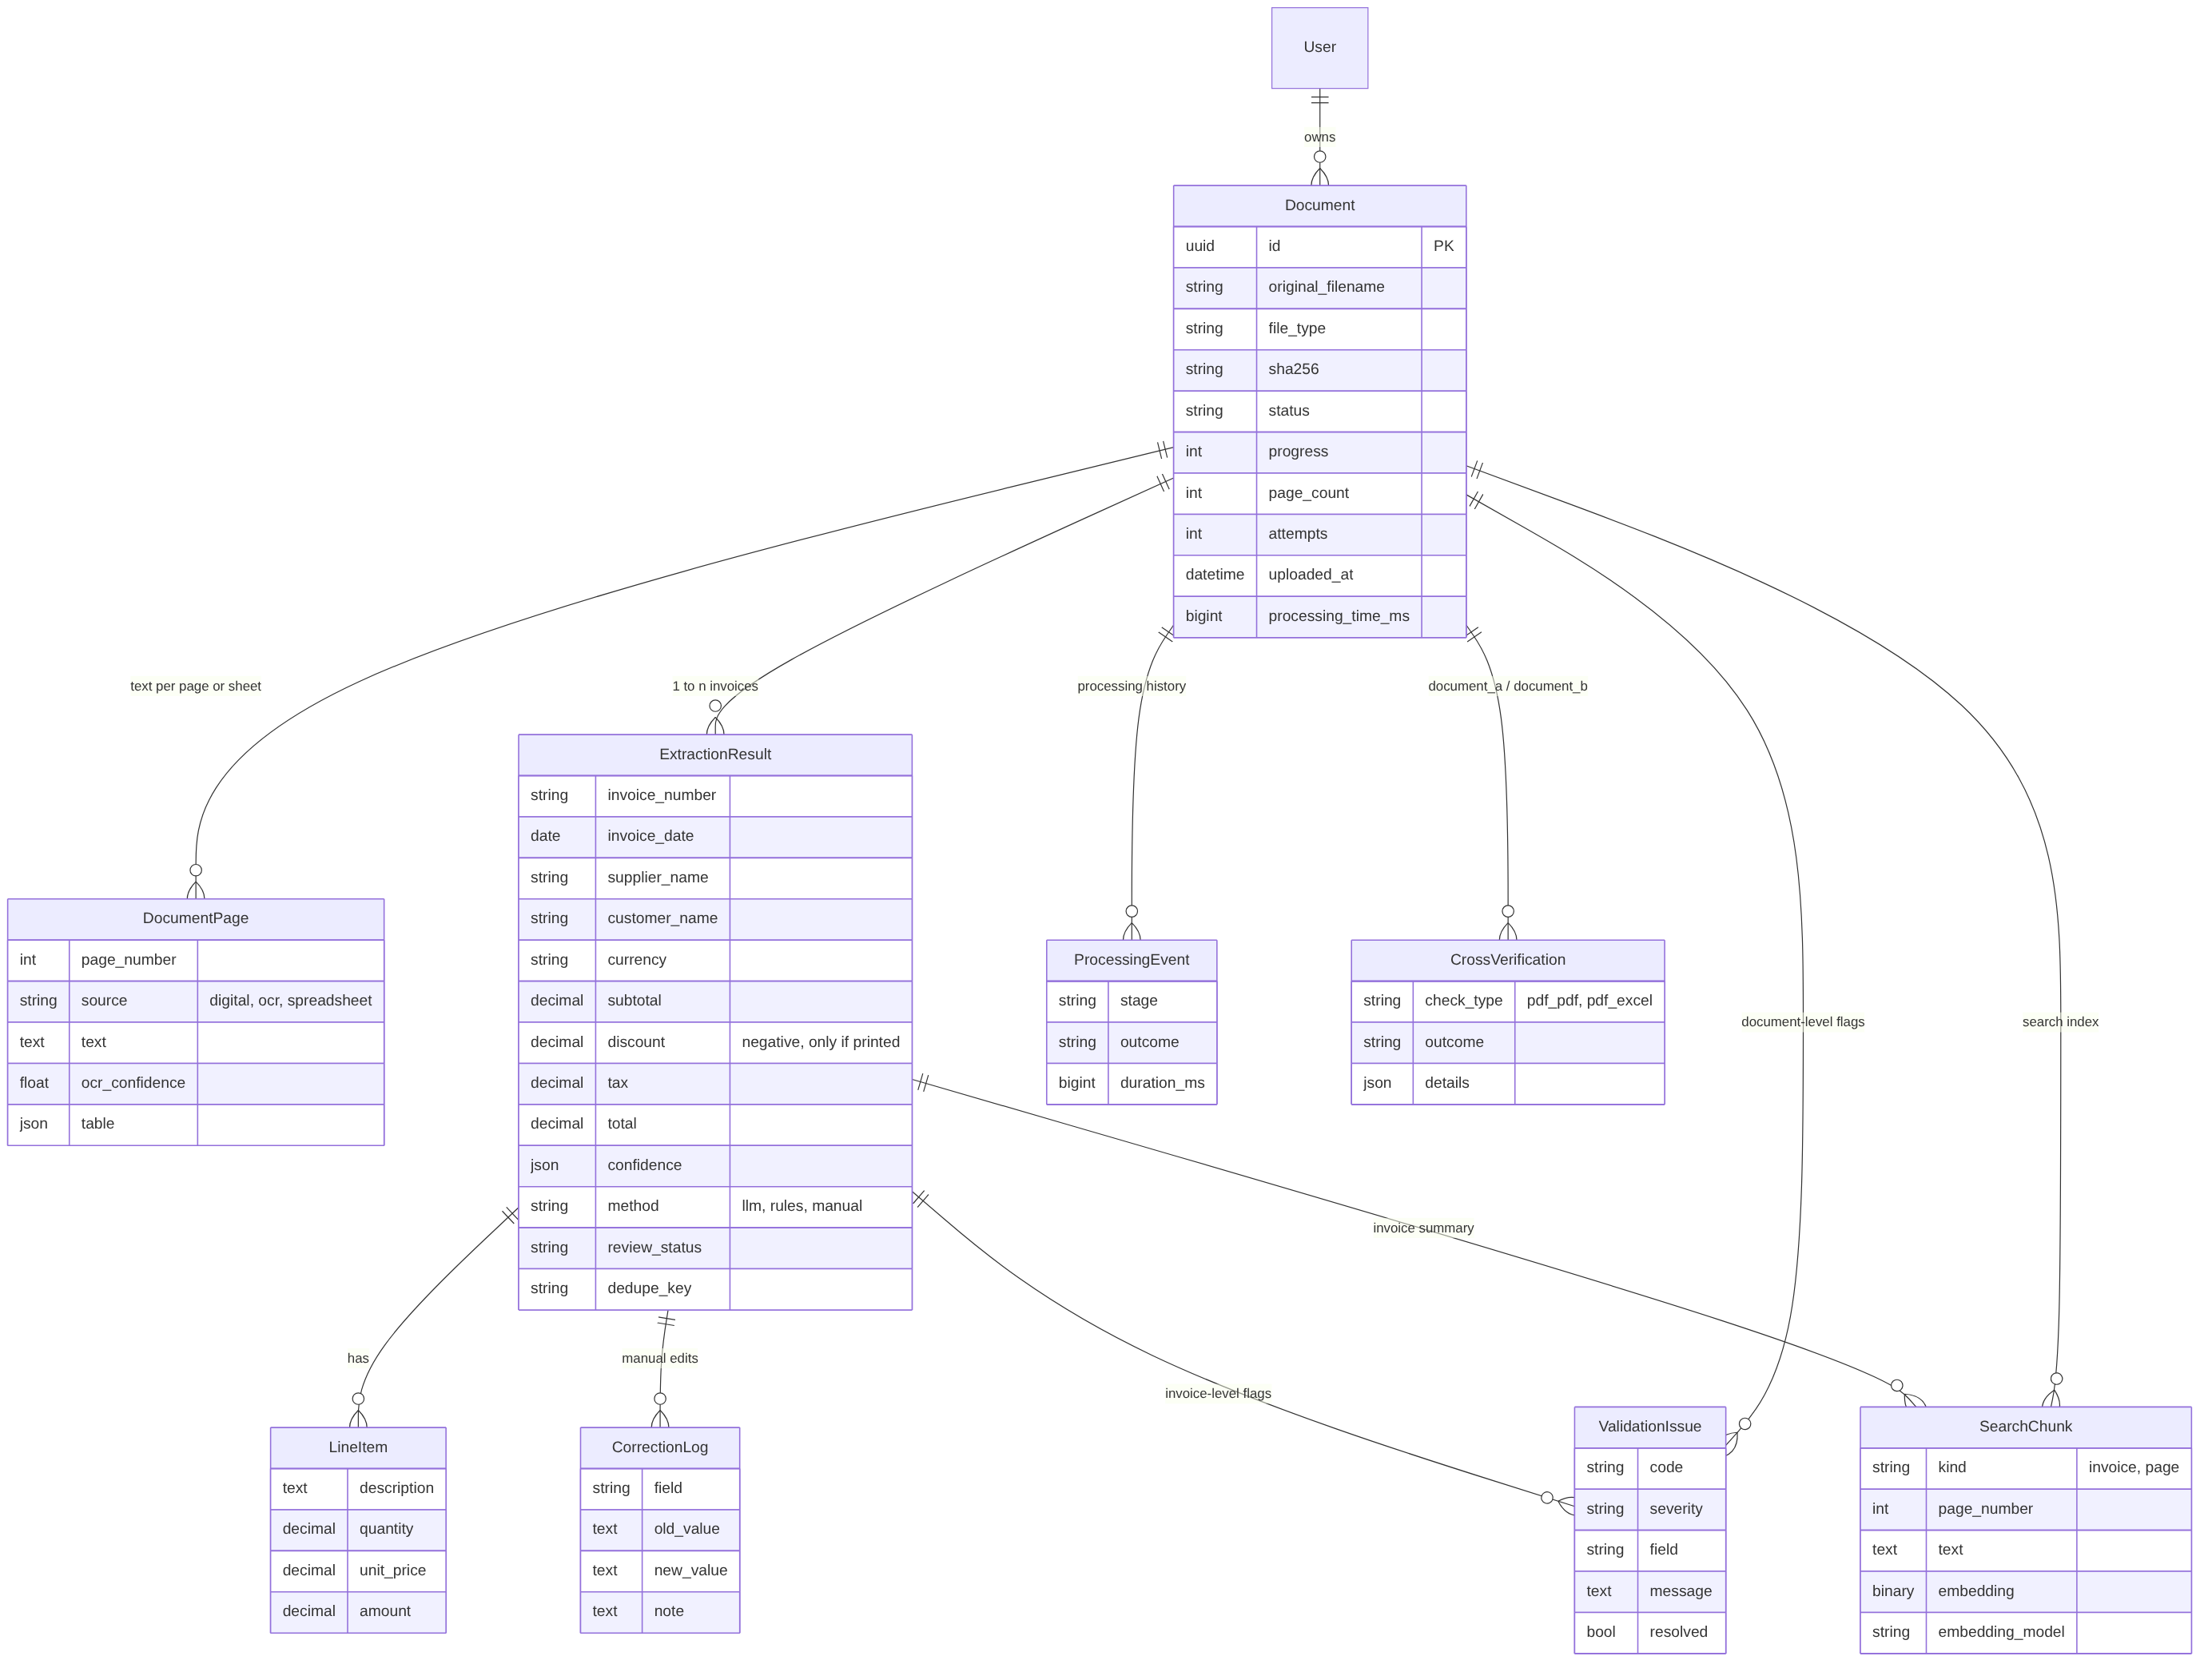 User
owns
Document
uuid id PK
string original_filename
string file_type
string sha256
string status
int progress
int page_count
int attempts
datetime uploaded_at
bigint processing_time_ms
text per page or sheet
1 to n invoices
processing history
document_a / document_b
ExtractionResult
string invoice_number
date invoice_date
string supplier_name
string customer_name
string currency
decimal subtotal
decimal discount negative, only if printed
decimal tax
decimal total
json confidence
string method llm, rules, manual
string review_status
string dedupe_key
DocumentPage
int page_number
string source digital, ocr, spreadsheet
text text
float ocr_confidence
json table
ProcessingEvent
string stage
string outcome
bigint duration_ms
CrossVerification
string check_type pdf_pdf, pdf_excel
string outcome
json details
document-level flags
search index
invoice summary
has
manual edits
invoice-level flags
LineItem
text description
decimal quantity
decimal unit_price
decimal amount
CorrectionLog
string field
text old_value
text new_value
text note
ValidationIssue
string code
string severity
string field
text message
bool resolved
SearchChunk
string kind invoice, page
int page_number
text text
binary embedding
string embedding_model